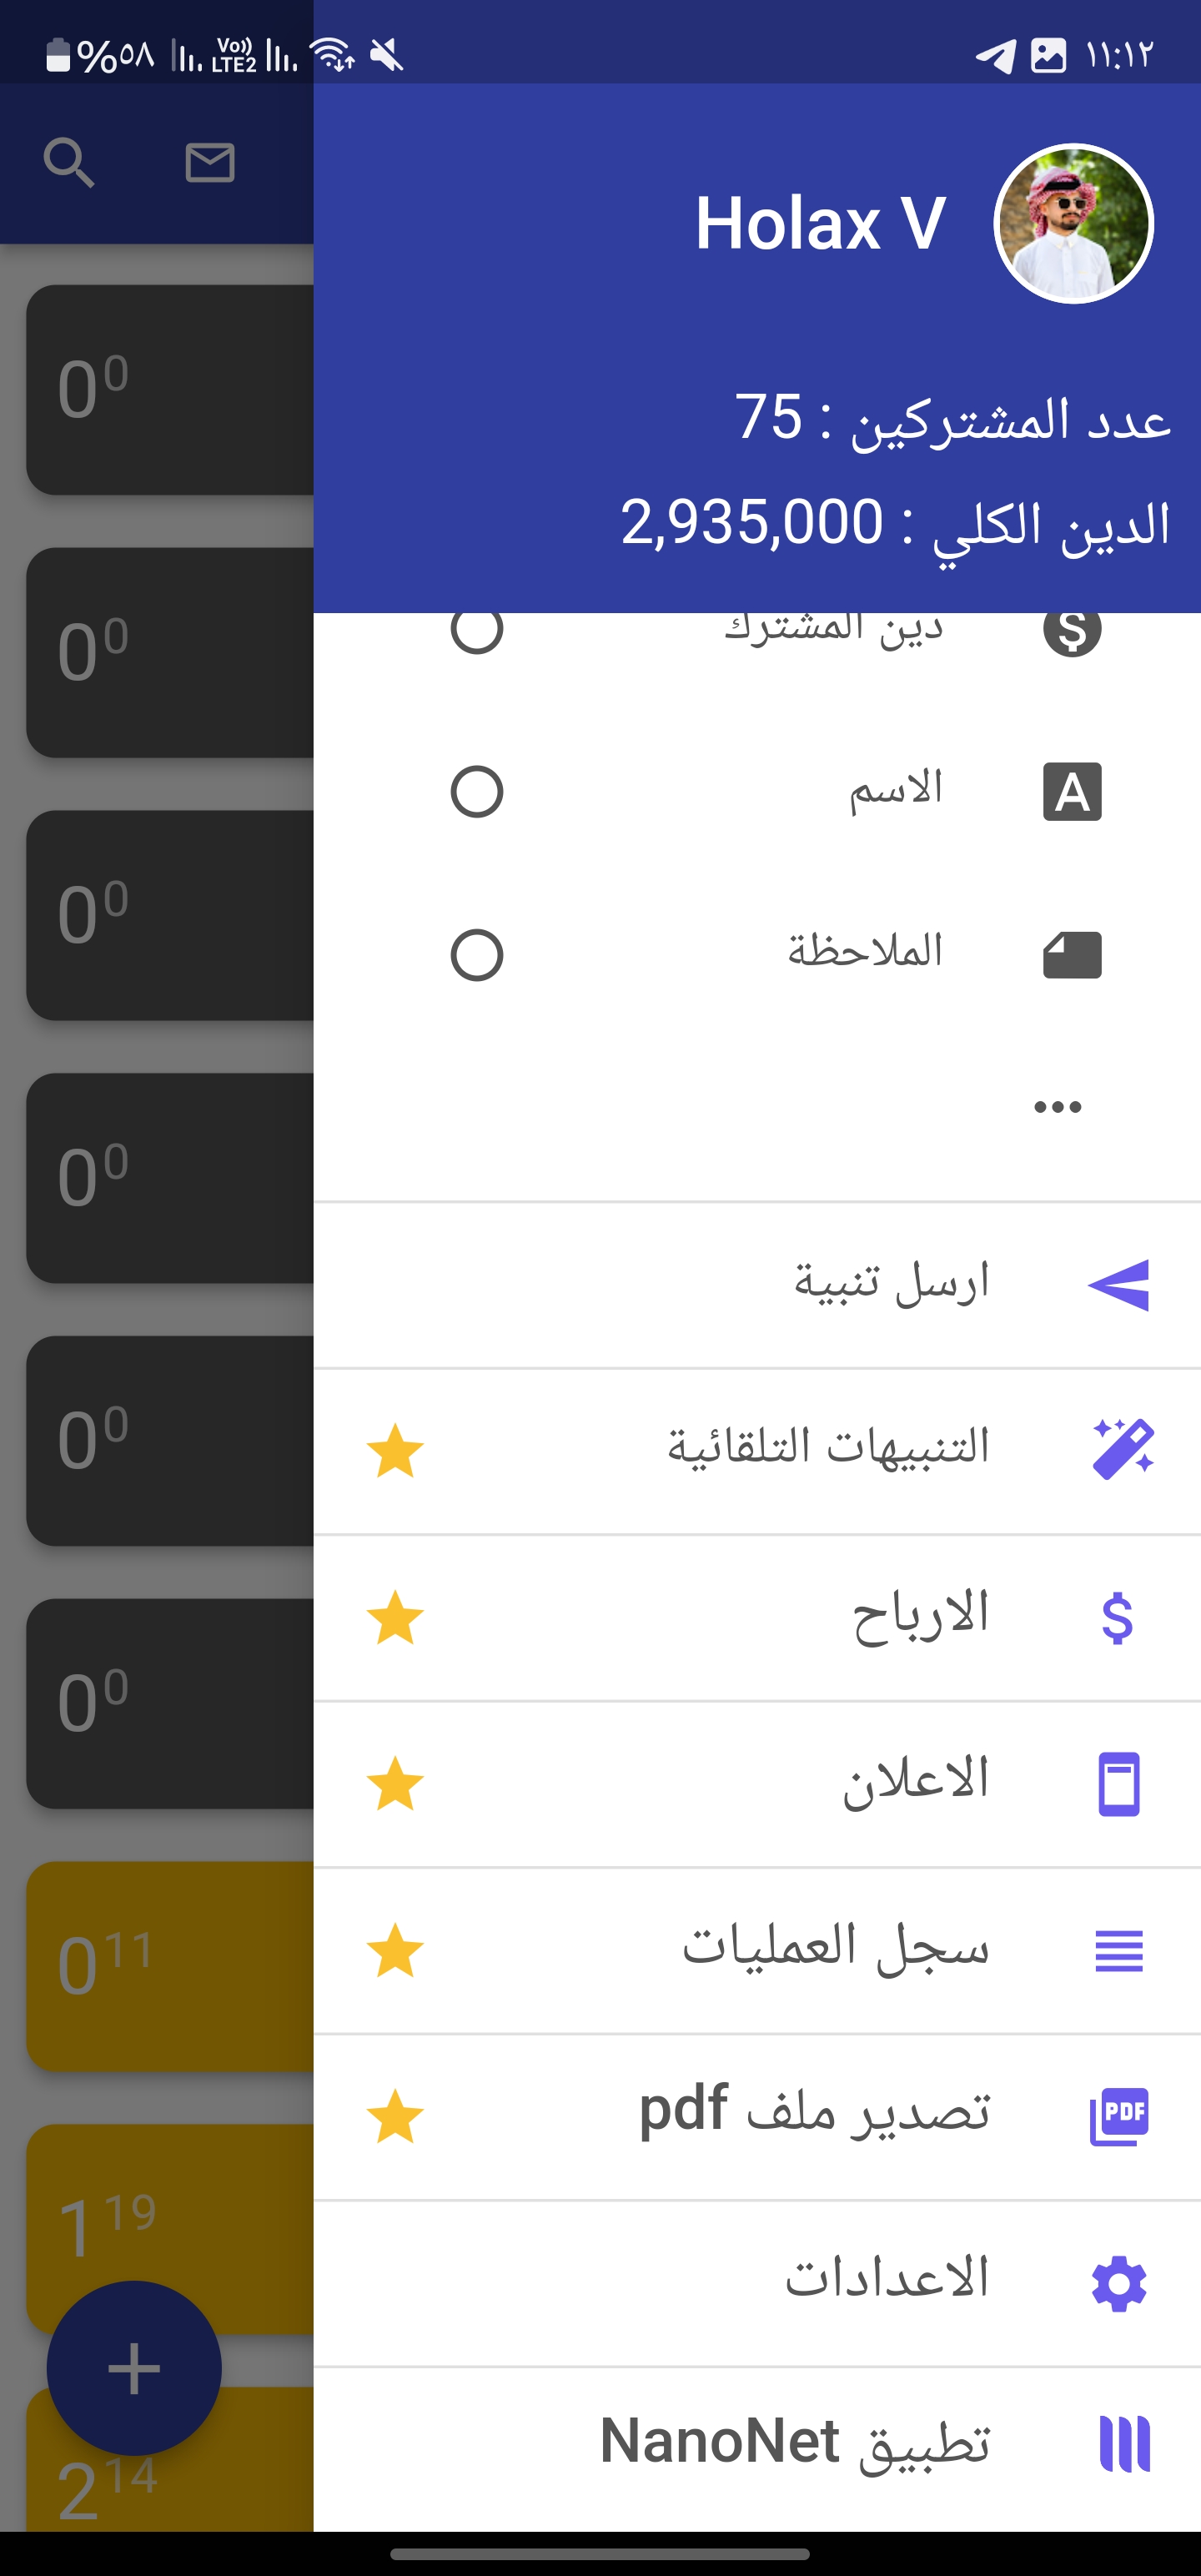 %٥٨ Vo)) LTE2 ١١:١٢
Holax V
عدد المشتركين : 75
الدين الكلي : 2,935,000
دين المشترك
الاسم
الملاحظة
ارسل تنبية
التنبيهات التلقائية
الارباح
الاعلان
سجل العمليات
تصدير ملف pdf
PDF
الاعدادات
تطبيق NanoNet
0 0
0 0
0 0
0 0
0 0
0 0
0 11
1 19
2 14